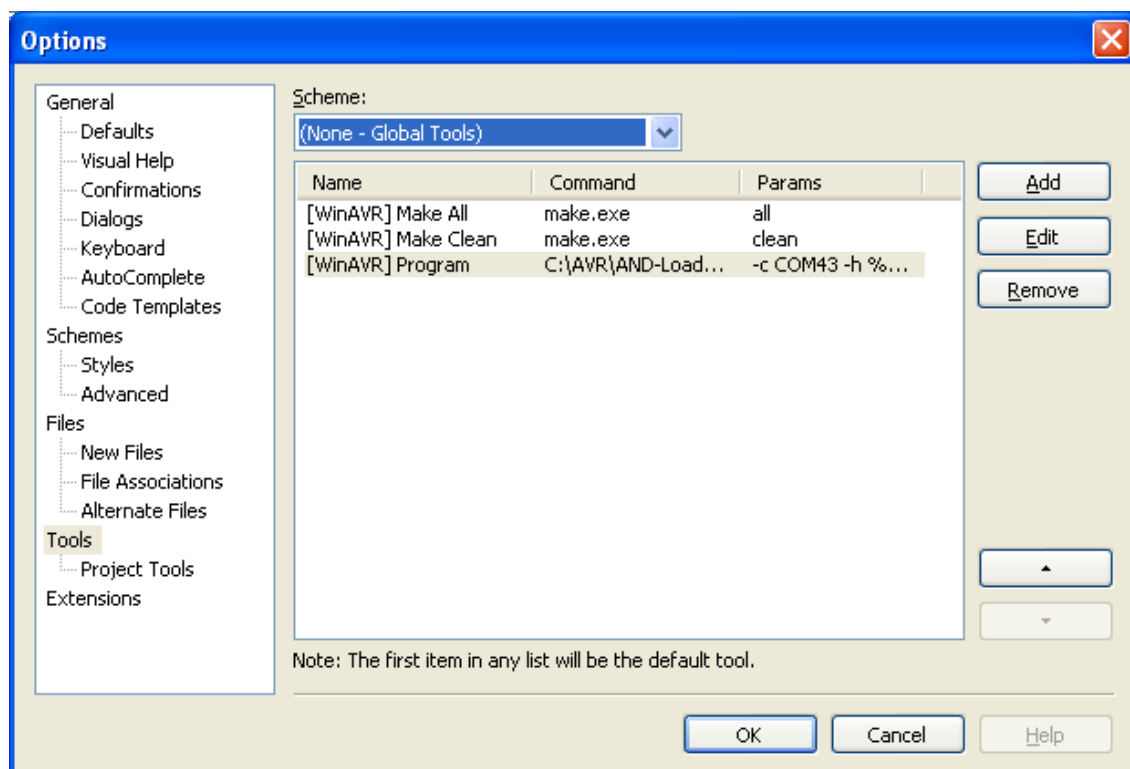 Options
General
Defaults
Visual Help
Confirmations
Dialogs
Keyboard
AutoComplete
Code Templates
Schemes
Styles
Advanced
Files
New Files
File Associations
Alternate Files
Tools
Project Tools
Extensions
Scheme:
(None - Global Tools)
Name Command Params
[WinAVR] Make All make.exe all
[WinAVR] Make Clean make.exe clean
[WinAVR] Program C:\AVR\AND-Load... -c COM43 -h %...
Add
Edit
Remove
Note: The first item in any list will be the default tool.
OK Cancel Help